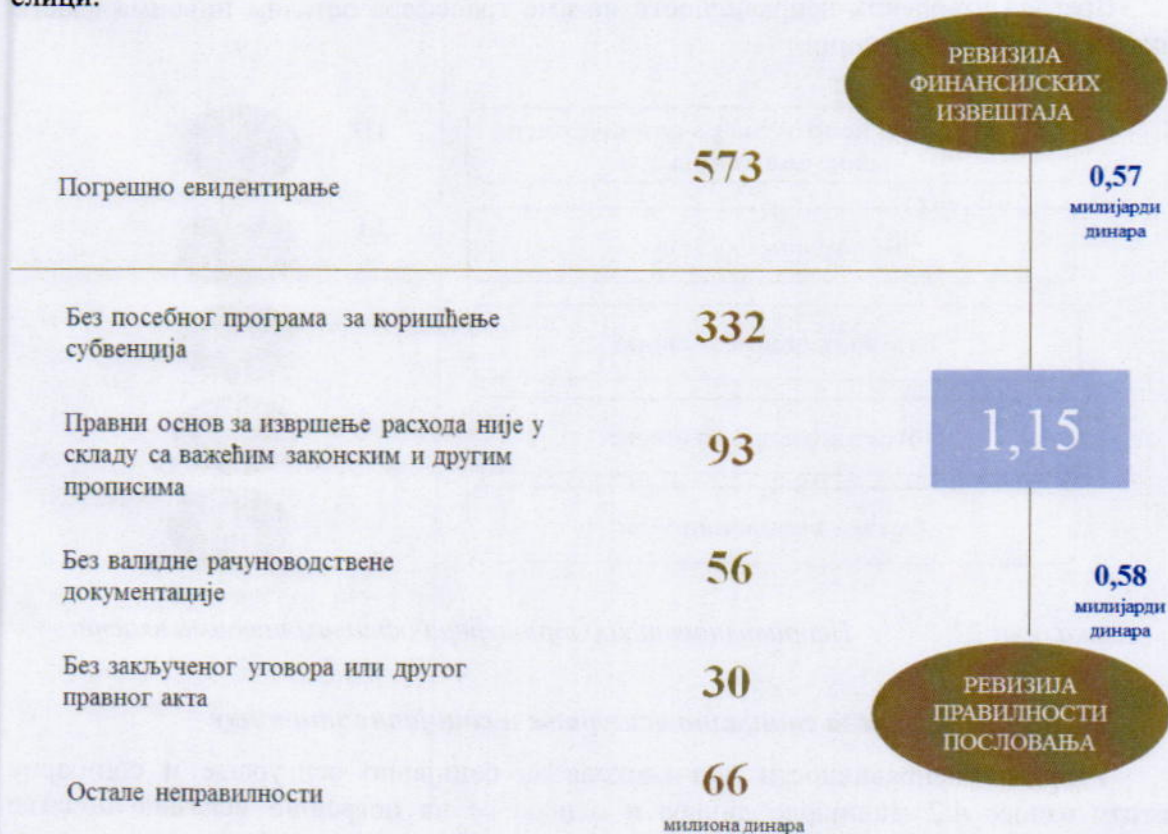 слици:
РЕВИЗИЈА
ФИНАНСИЈСКИХ
ИЗВЕШТАЈА
Погрешно евидентирање
573
0,57
милијарди
динара
Без посебног програма за коришћење
субвенција
332
Правни основ за извршење расхода није у
складу са важећим законским и другим
прописима
93
1,15
Без валидне рачуноводствене
документације
56
0,58
милијарди
динара
Без закљученог уговора или другог
правног акта
30
РЕВИЗИЈА
ПРАВИЛНОСТИ
ПОСЛОВАЊА
Остале неправилности
66
милиона динара